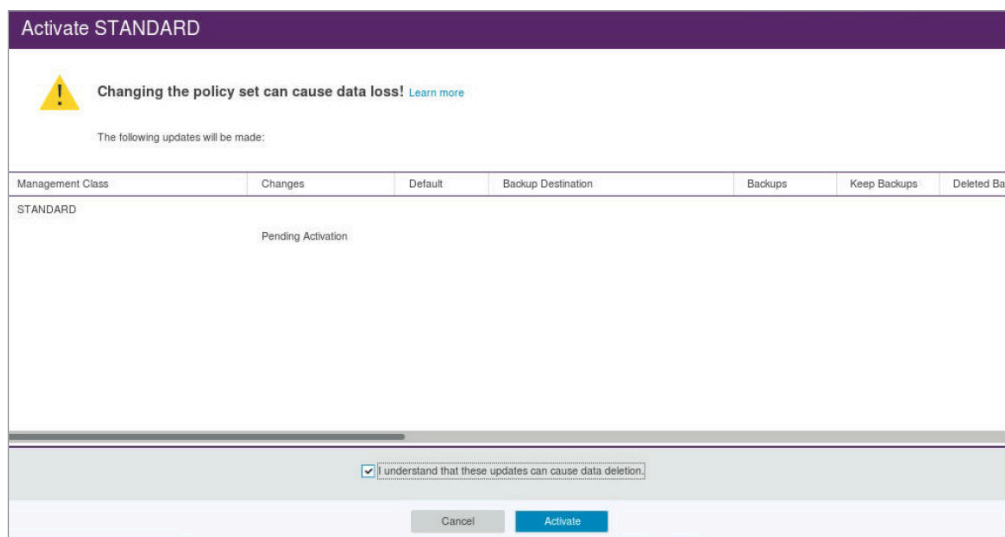 Activate STANDARD
Changing the policy set can cause data loss! Learn more
The following updates will be made:
Management Class Changes Default Backup Destination Backups Keep Backups Deleted Ba
STANDARD
Pending Activation
I understand that these updates can cause data deletion.
Cancel Activate